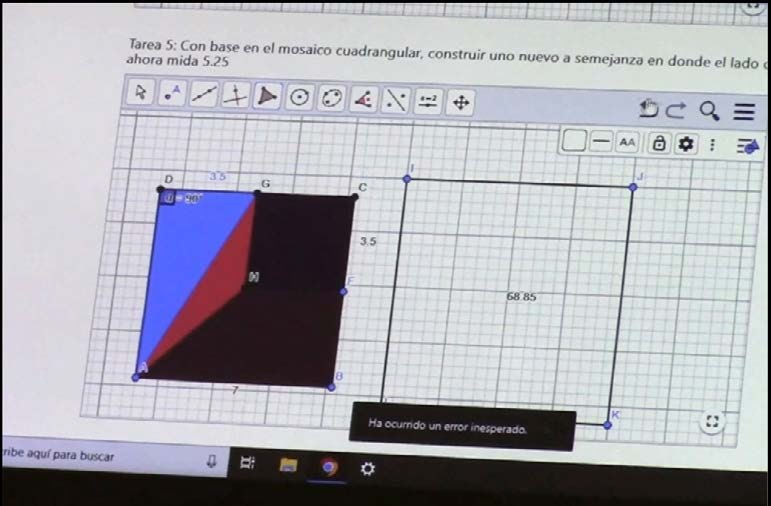 Tarea 5: Con base en el mosaico cuadrangular, construir uno nuevo a semejanza en donde el lado
ahora mida 5.25
A
a=2
AA
D
3.5
G
C
I
J
90°
3.5
H
F
68.85
A
7
B
K
Ha ocurrido un error inesperado.
ribe aquí para buscar